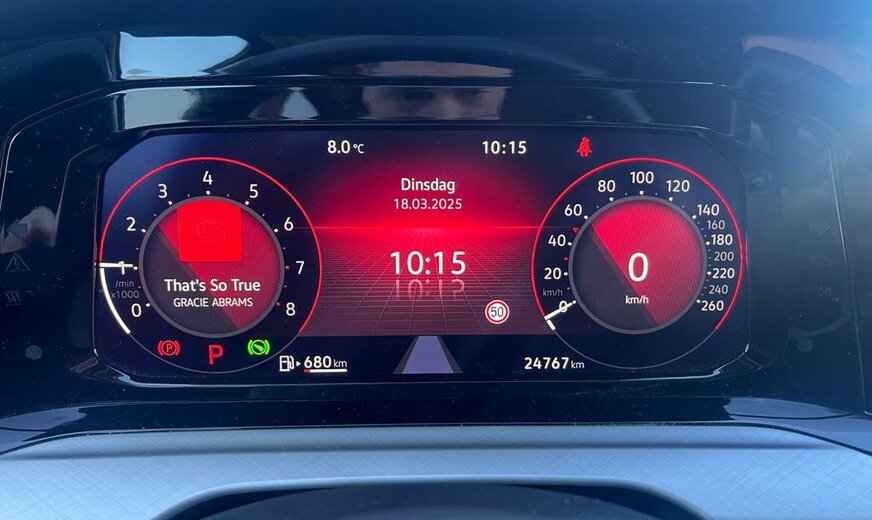 8.0 °C
10:15
Dinsdag
18.03.2025
10:15
50
0
1
2
3
4
5
6
7
8
/min
x1000
That's So True
GRACIE ABRAMS
0
20
40
60
80
100
120
140
160
180
200
220
240
260
km/h
0
km/h
P
P
680 km
24767 km